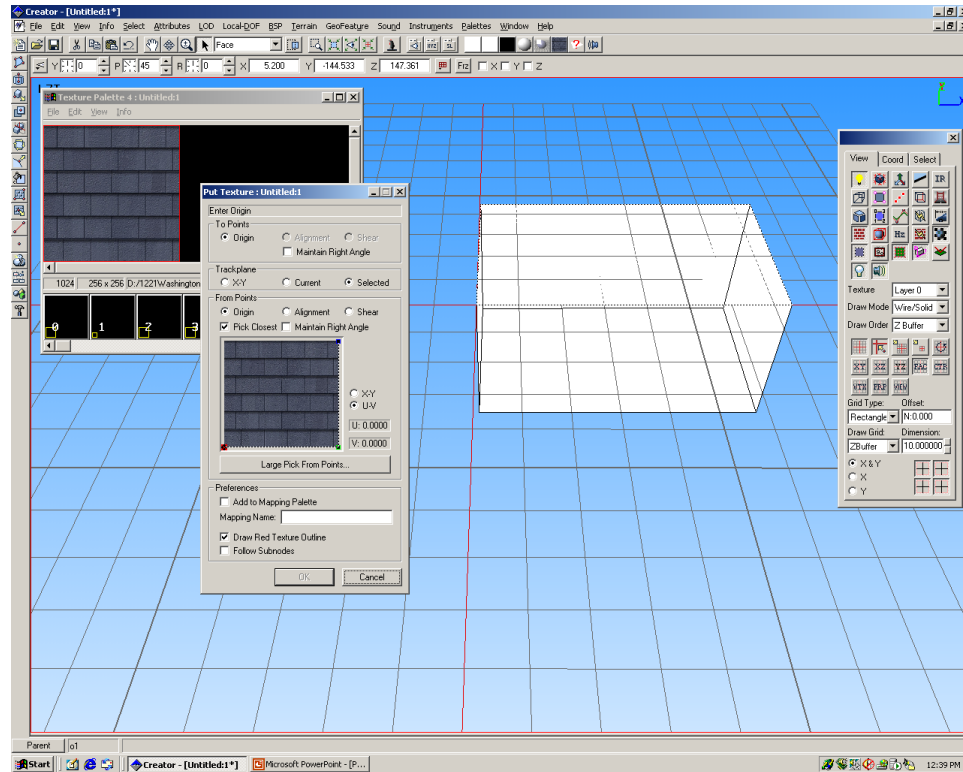 Creator - [Untitled:1*]
File Edit View Info Select Attributes LOD Local-DOF BSP Terrain GeoFeature Sound Instruments Palettes Window Help
Face
Y 0 P 45 R 0 X 5.200 Y -144.533 Z 147.361 Frz X Y Z
Texture Palette 4 : Untitled:1
File Edit View Info
1024 256 x 256 D:/1221Washington
0 1 2 3
Put Texture : Untitled:1
Enter Origin
To Points
Origin Alignment Shear
Maintain Right Angle
Trackplane
X-Y Current Selected
From Points
Origin Alignment Shear
Pick Closest Maintain Right Angle
X-Y
U-V
U: 0.0000
V: 0.0000
Large Pick From Points...
Preferences
Add to Mapping Palette
Mapping Name:
Draw Red Texture Outline
Follow Subnodes
OK Cancel
View Coord Select
IR
Hz
Texture Layer 0
Draw Mode Wire/Solid
Draw Order Z Buffer
XY XZ YZ FAC CTR
VTX PRP VIEW
Grid Type: Offset:
Rectangle N:0.000
Draw Grid: Dimension:
ZBuffer 10.000000
X & Y
X
Y
Parent o1
Start Creator - [Untitled:1*] Microsoft PowerPoint - [P... 12:39 PM